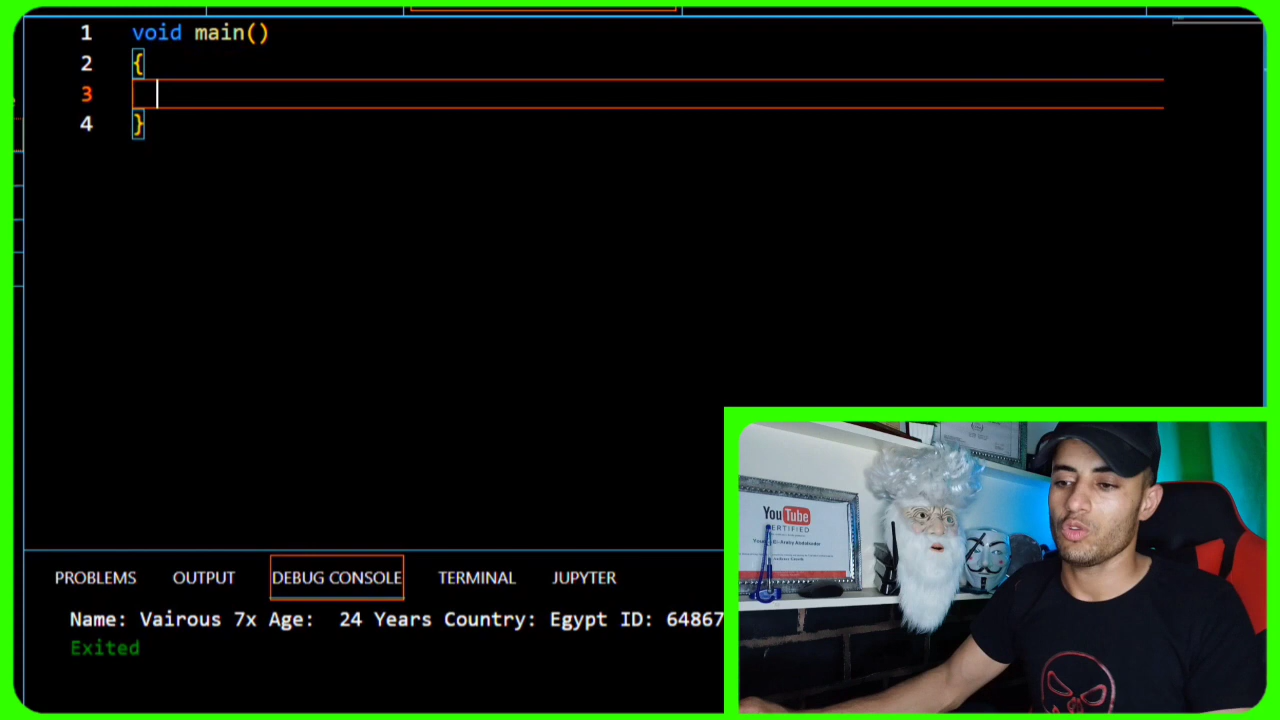 1 void main()
2 {
3
4 }
PROBLEMS OUTPUT DEBUG CONSOLE TERMINAL JUPYTER
Name: Vairous 7x Age: 24 Years Country: Egypt ID: 64867
Exited
YouTube
CERTIFIED